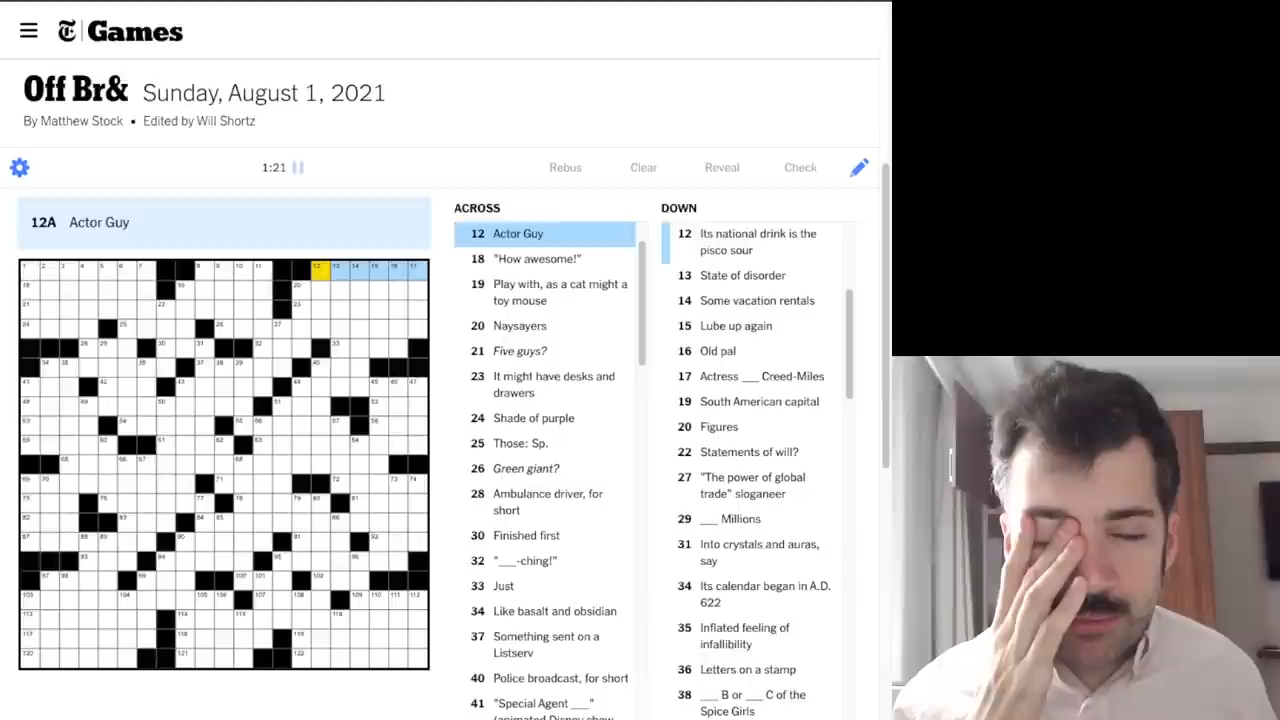 Games
Off Br& Sunday, August 1, 2021
By Matthew Stock ▪ Edited by Will Shortz
1:21 Rebus Clear Reveal Check
12A Actor Guy
ACROSS
12 Actor Guy
18 "How awesome!"
19 Play with, as a cat might a
toy mouse
20 Naysayers
21 Five guys?
23 It might have desks and
drawers
24 Shade of purple
25 Those: Sp.
26 Green giant?
28 Ambulance driver, for
short
30 Finished first
32 "___-ching!"
33 Just
34 Like basalt and obsidian
37 Something sent on a
Listserv
40 Police broadcast, for short
41 "Special Agent ___"
(animated Disney show
DOWN
12 Its national drink is the
pisco sour
13 State of disorder
14 Some vacation rentals
15 Lube up again
16 Old pal
17 Actress ___ Creed-Miles
19 South American capital
20 Figures
22 Statements of will?
27 "The power of global
trade" sloganeer
29 ___ Millions
31 Into crystals and auras,
say
34 Its calendar began in A.D.
622
35 Inflated feeling of
infallibility
36 Letters on a stamp
38 ___ B or ___ C of the
Spice Girls